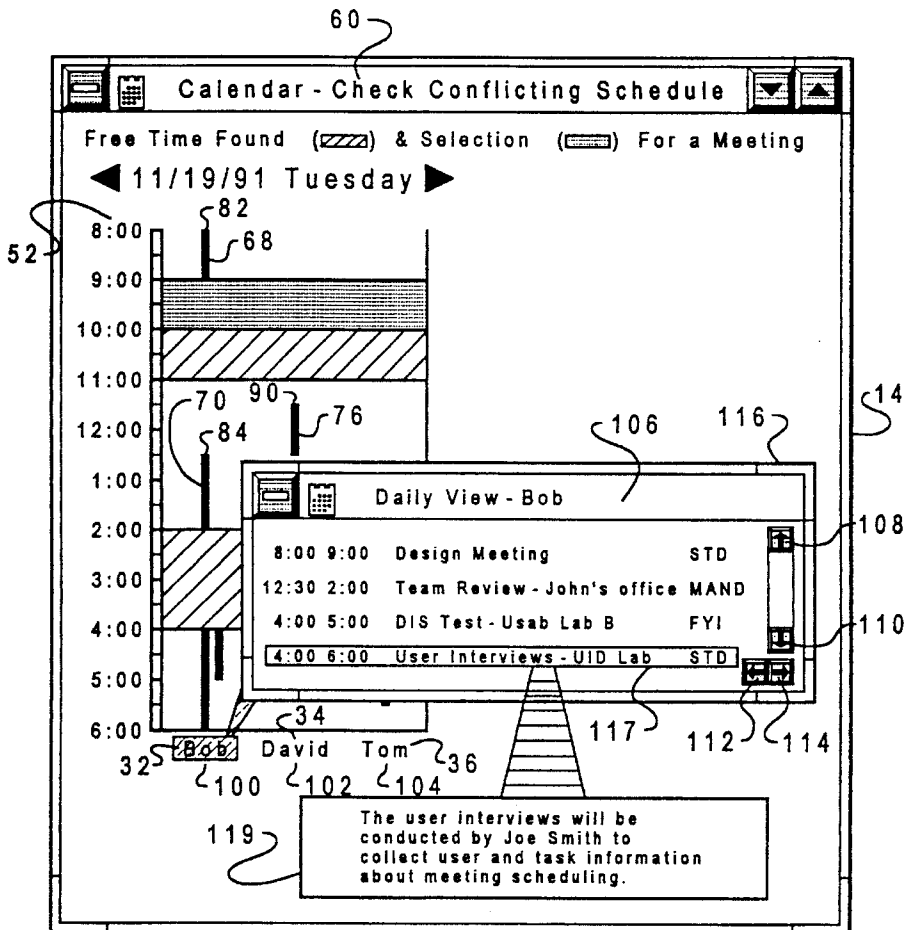 60
Calendar - Check Conflicting Schedule
Free Time Found ( ) & Selection ( ) For a Meeting
11/19/91 Tuesday
52
8:00
82
68
9:00
10:00
11:00
70
90
76
12:00
84
14
116
106
1:00
Daily View - Bob
2:00
108
8:00 9:00 Design Meeting STD
3:00
12:30 2:00 Team Review - John's office MAND
4:00
4:00 5:00 DIS Test - Usab Lab B FYI
110
5:00
4:00 6:00 User Interviews - UID Lab STD
6:00
34
117
112
114
32
Bob
David
Tom
36
100
102
104
119
The user interviews will be
conducted by Joe Smith to
collect user and task information
about meeting scheduling.